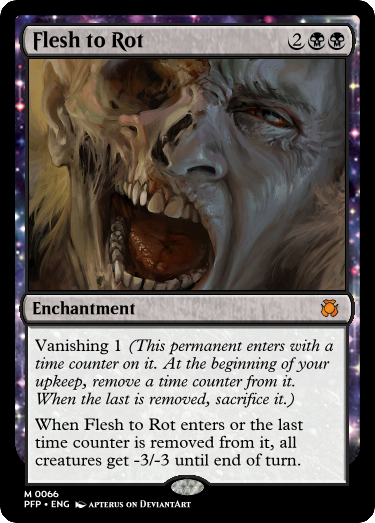 Flesh to Rot 2
Enchantment
Vanishing 1 (This permanent enters with a
time counter on it. At the beginning of your
upkeep, remove a time counter from it.
When the last is removed, sacrifice it.)
When Flesh to Rot enters or the last
time counter is removed from it, all
creatures get -3/-3 until end of turn.
M 0066
PFP • ENG APTERUS ON DEVIANTART